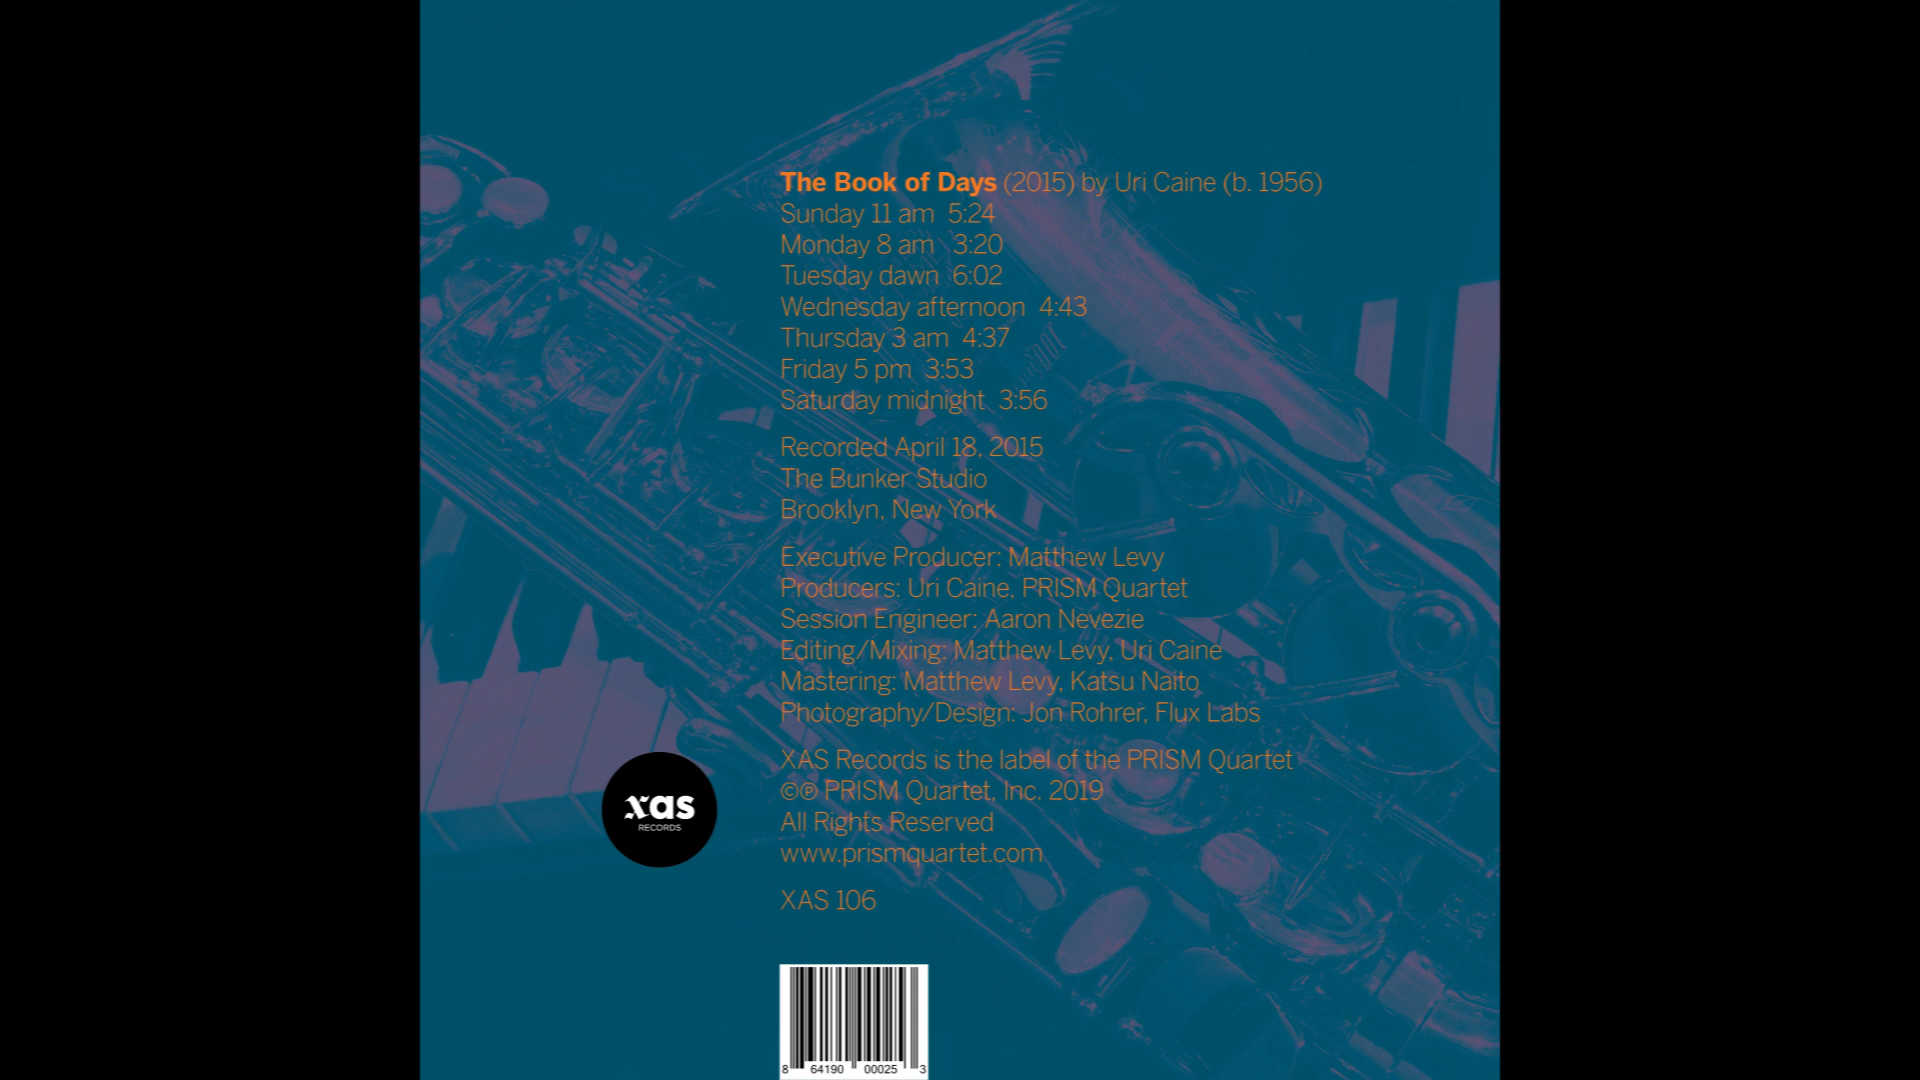 The Book of Days (2015) by Uri Caine (b. 1956)
Sunday 11 am 5:24
Monday 8 am 3:20
Tuesday dawn 6:02
Wednesday afternoon 4:43
Thursday 3 am 4:37
Friday 5 pm 3:53
Saturday midnight 3:56
Recorded April 18, 2015
The Bunker Studio
Brooklyn, New York
Executive Producer: Matthew Levy
Producers: Uri Caine, PRISM Quartet
Session Engineer: Aaron Nevezie
Editing/Mixing: Matthew Levy, Uri Caine
Mastering: Matthew Levy, Katsu Naito
Photography/Design: Jon Rohrer, Flux Labs
XAS Records is the label of the PRISM Quartet
©℗ PRISM Quartet, Inc. 2019
All Rights Reserved
www.prismquartet.com
XAS 106
xas
RECORDS
8 64190 00025 3